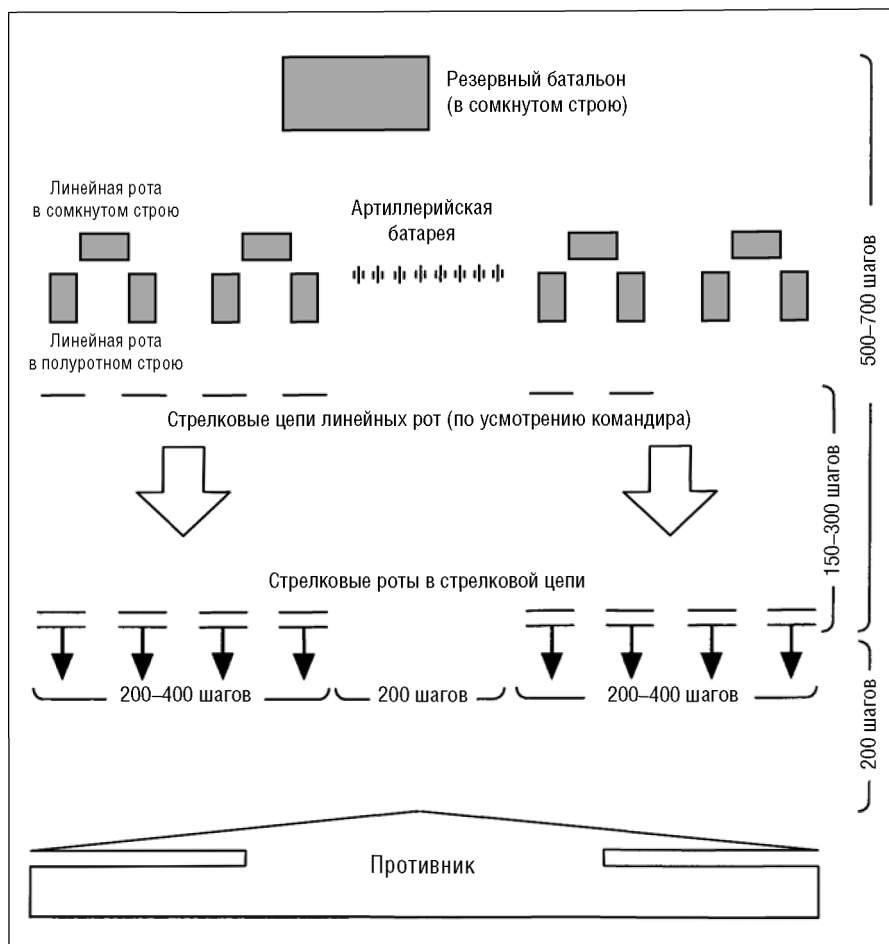 Резервный батальон
(в сомкнутом строю)
Линейная рота
в сомкнутом строю
Артиллерийская
батарея
Линейная рота
в полуротном строю
500–700 шагов
Стрелковые цепи линейных рот (по усмотрению командира)
150–300 шагов
Стрелковые роты в стрелковой цепи
200–400 шагов
200 шагов
200–400 шагов
200 шагов
Противник